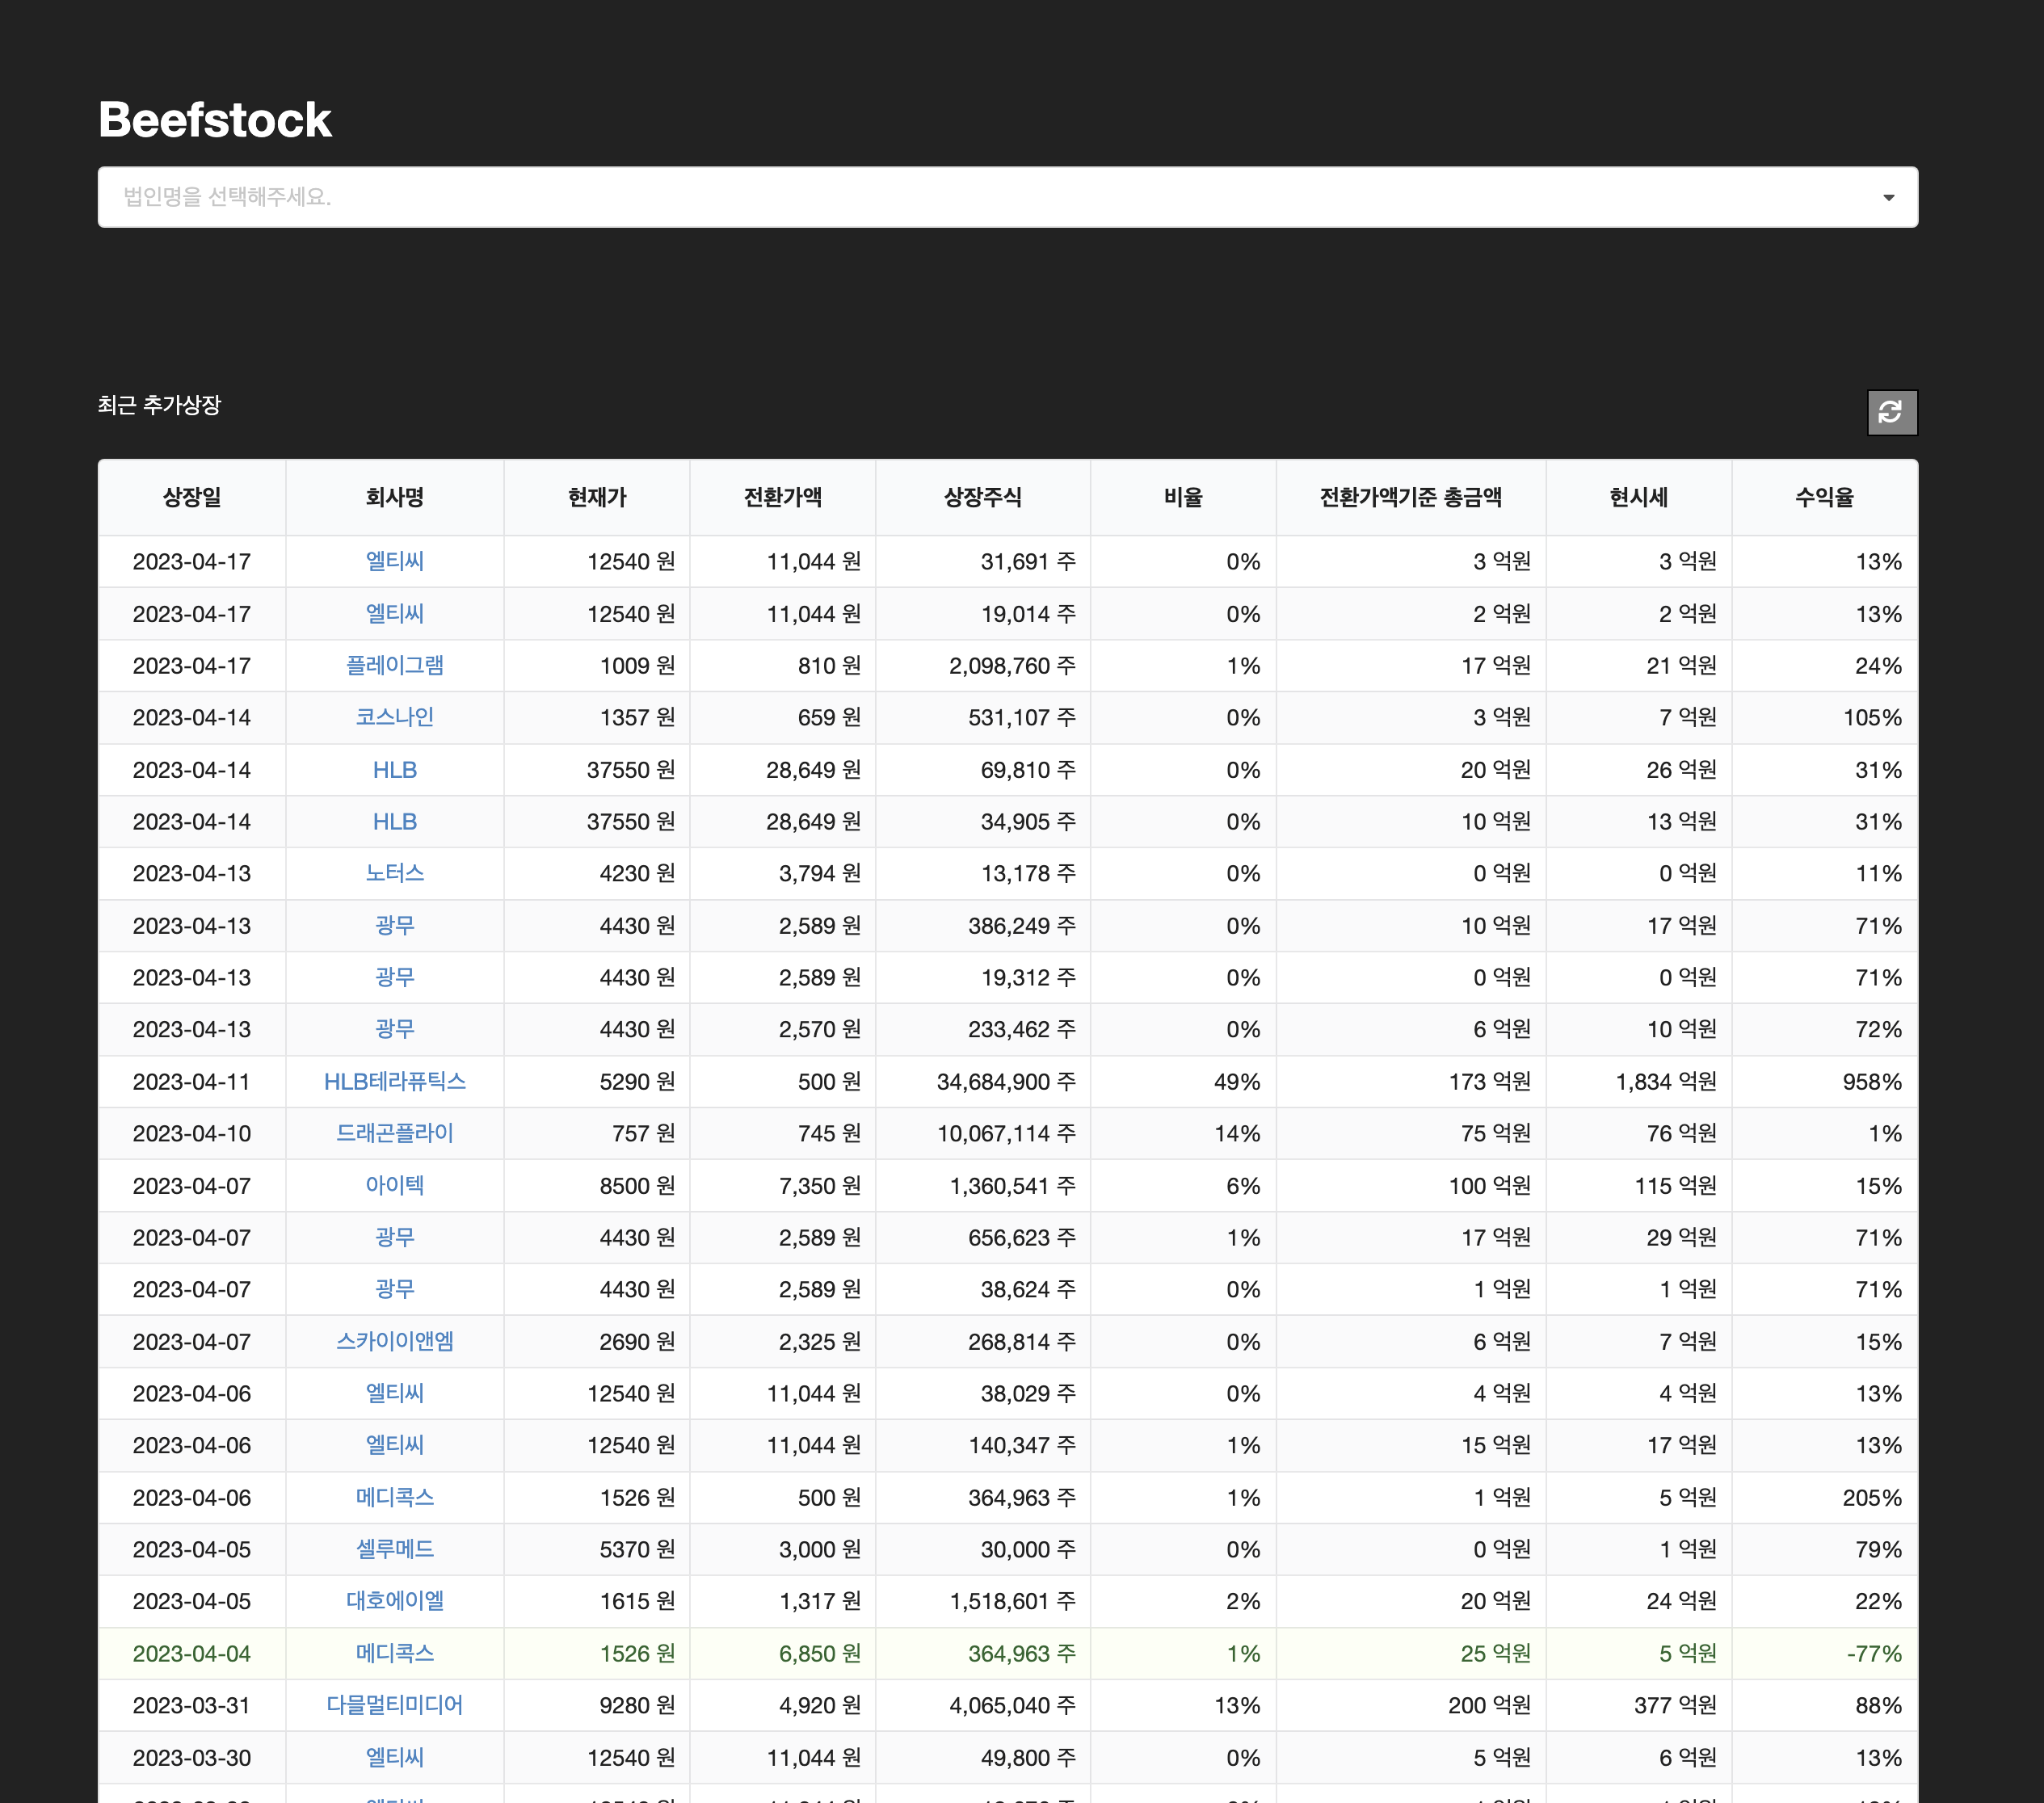 Beefstock
법인명을 선택해주세요.
최근 추가상장
상장일 회사명 현재가 전환가액 상장주식 비율 전환가액기준 총금액 현시세 수익율
2023-04-17 엘티씨 12540 원 11,044 원 31,691 주 0% 3 억원 3 억원 13%
2023-04-17 엘티씨 12540 원 11,044 원 19,014 주 0% 2 억원 2 억원 13%
2023-04-17 플레이그램 1009 원 810 원 2,098,760 주 1% 17 억원 21 억원 24%
2023-04-14 코스나인 1357 원 659 원 531,107 주 0% 3 억원 7 억원 105%
2023-04-14 HLB 37550 원 28,649 원 69,810 주 0% 20 억원 26 억원 31%
2023-04-14 HLB 37550 원 28,649 원 34,905 주 0% 10 억원 13 억원 31%
2023-04-13 노터스 4230 원 3,794 원 13,178 주 0% 0 억원 0 억원 11%
2023-04-13 광무 4430 원 2,589 원 386,249 주 0% 10 억원 17 억원 71%
2023-04-13 광무 4430 원 2,589 원 19,312 주 0% 0 억원 0 억원 71%
2023-04-13 광무 4430 원 2,570 원 233,462 주 0% 6 억원 10 억원 72%
2023-04-11 HLB테라퓨틱스 5290 원 500 원 34,684,900 주 49% 173 억원 1,834 억원 958%
2023-04-10 드래곤플라이 757 원 745 원 10,067,114 주 14% 75 억원 76 억원 1%
2023-04-07 아이텍 8500 원 7,350 원 1,360,541 주 6% 100 억원 115 억원 15%
2023-04-07 광무 4430 원 2,589 원 656,623 주 1% 17 억원 29 억원 71%
2023-04-07 광무 4430 원 2,589 원 38,624 주 0% 1 억원 1 억원 71%
2023-04-07 스카이이앤엠 2690 원 2,325 원 268,814 주 0% 6 억원 7 억원 15%
2023-04-06 엘티씨 12540 원 11,044 원 38,029 주 0% 4 억원 4 억원 13%
2023-04-06 엘티씨 12540 원 11,044 원 140,347 주 1% 15 억원 17 억원 13%
2023-04-06 메디콕스 1526 원 500 원 364,963 주 1% 1 억원 5 억원 205%
2023-04-05 셀루메드 5370 원 3,000 원 30,000 주 0% 0 억원 1 억원 79%
2023-04-05 대호에이엘 1615 원 1,317 원 1,518,601 주 2% 20 억원 24 억원 22%
2023-04-04 메디콕스 1526 원 6,850 원 364,963 주 1% 25 억원 5 억원 -77%
2023-03-31 다믈멀티미디어 9280 원 4,920 원 4,065,040 주 13% 200 억원 377 억원 88%
2023-03-30 엘티씨 12540 원 11,044 원 49,800 주 0% 5 억원 6 억원 13%